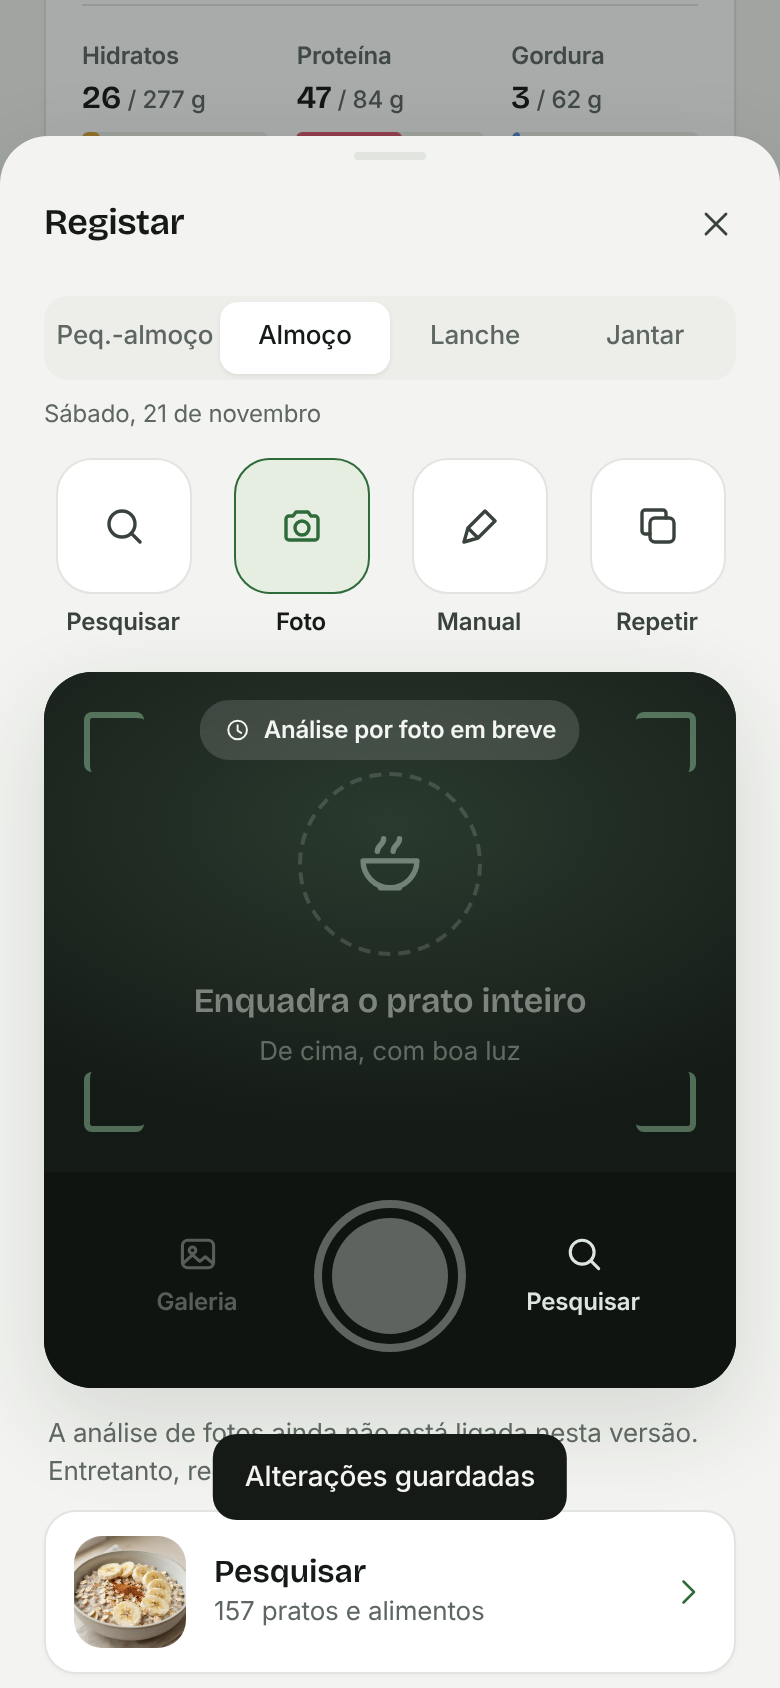 Hidratos Proteína Gordura
26 / 277 g 47 / 84 g 3 / 62 g
Registar
Peq.-almoço Almoço Lanche Jantar
Sábado, 21 de novembro
Pesquisar Foto Manual Repetir
Análise por foto em breve
Enquadra o prato inteiro
De cima, com boa luz
Galeria Pesquisar
A análise de fotos ainda não está ligada nesta versão.
Entretanto,
Alterações guardadas
Pesquisar
157 pratos e alimentos